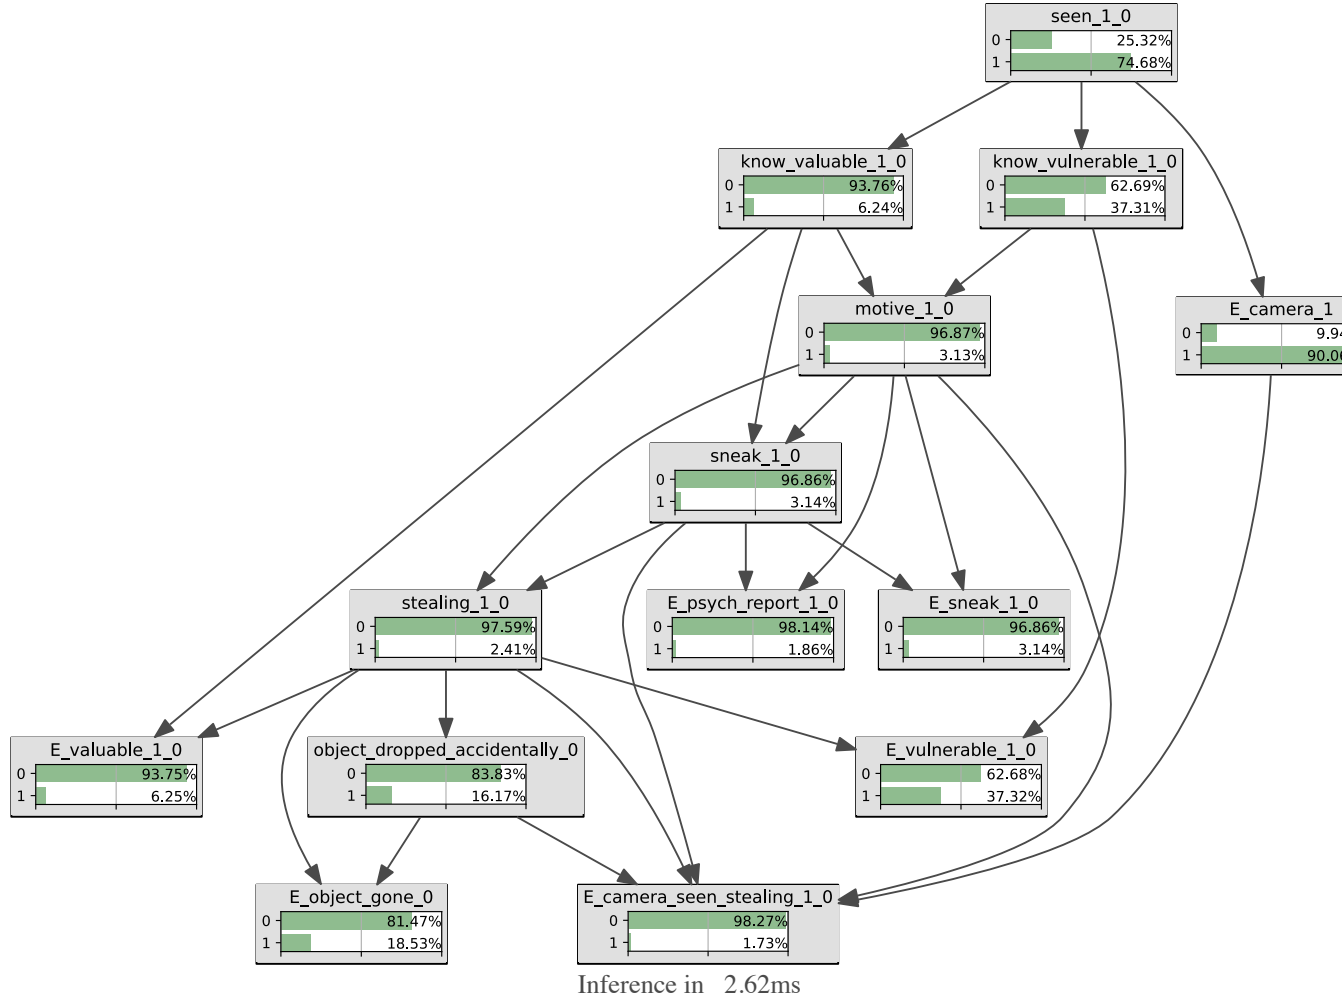 seen_1_0
0 25.32%
1 74.68%
know_valuable_1_0
0 93.76%
1 6.24%
know_vulnerable_1_0
0 62.69%
1 37.31%
motive_1_0
0 96.87%
1 3.13%
E_camera_1
0 9.94
1 90.06
sneak_1_0
0 96.86%
1 3.14%
stealing_1_0
0 97.59%
1 2.41%
E_psych_report_1_0
0 98.14%
1 1.86%
E_sneak_1_0
0 96.86%
1 3.14%
E_valuable_1_0
0 93.75%
1 6.25%
object_dropped_accidentally_0
0 83.83%
1 16.17%
E_vulnerable_1_0
0 62.68%
1 37.32%
E_object_gone_0
0 81.47%
1 18.53%
E_camera_seen_stealing_1_0
0 98.27%
1 1.73%
Inference in 2.62ms